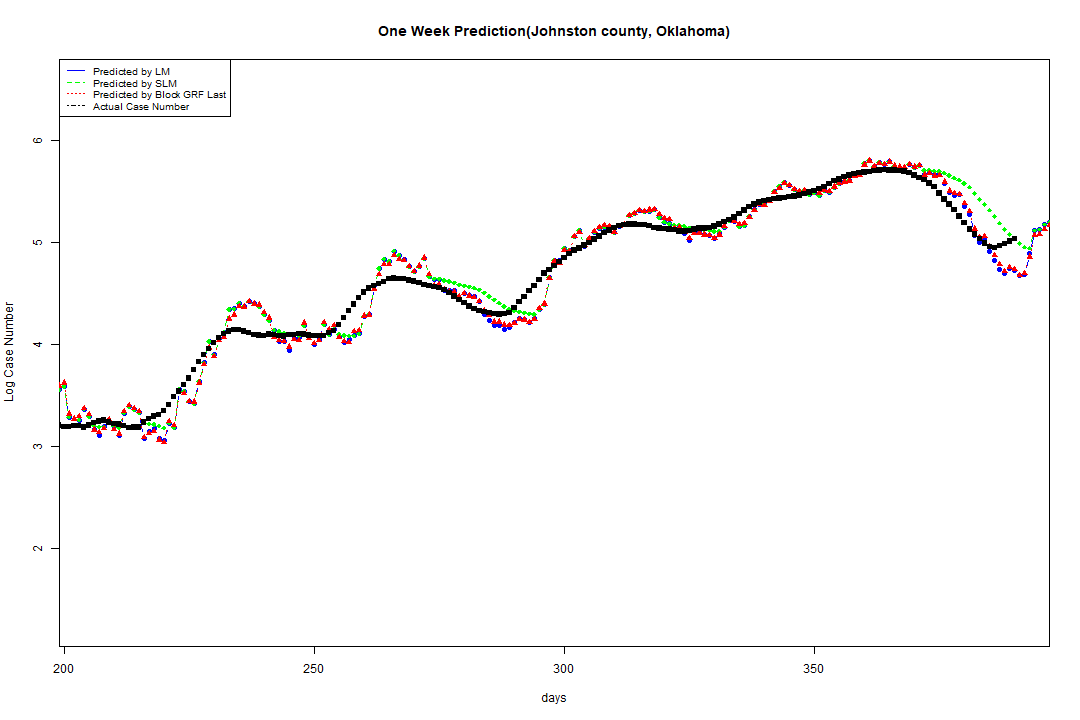 One Week Prediction(Johnston county, Oklahoma)
Predicted by LM
Predicted by SLM
Predicted by Block GRF Last
Actual Case Number
6
5
4
3
2
Log Case Number
200
250
300
350
days